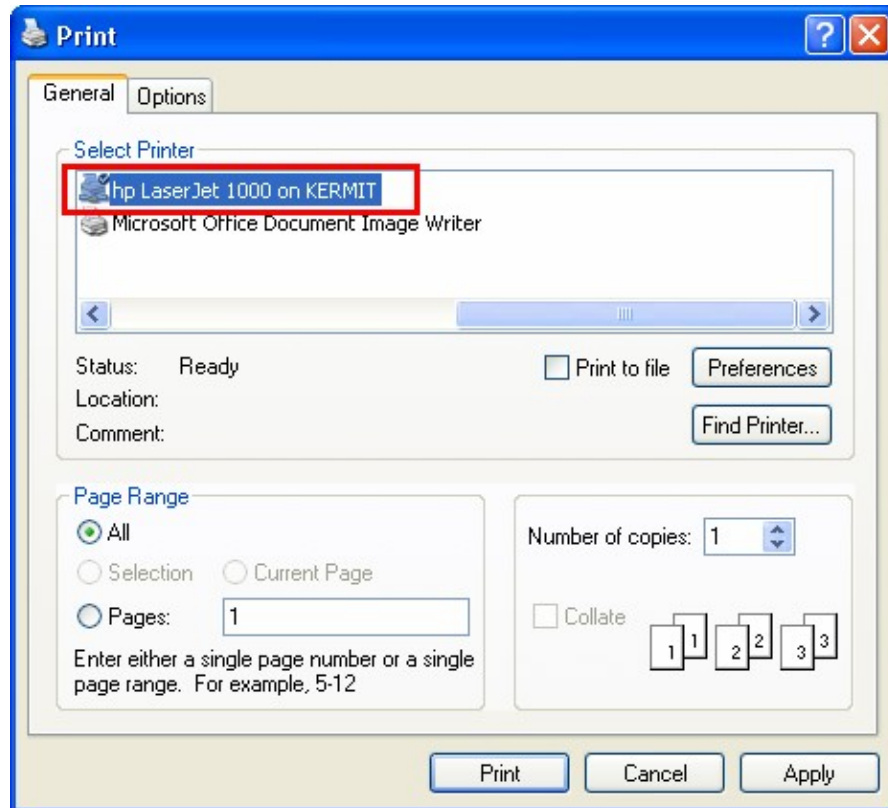 Print
General Options
Select Printer
hp LaserJet 1000 on KERMIT
Microsoft Office Document Image Writer
Status: Ready
Location:
Comment:
Print to file
Preferences
Find Printer...
Page Range
All
Selection Current Page
Pages: 1
Enter either a single page number or a single
page range. For example, 5-12
Number of copies: 1
Collate
1 1 2 2 3 3
Print Cancel Apply